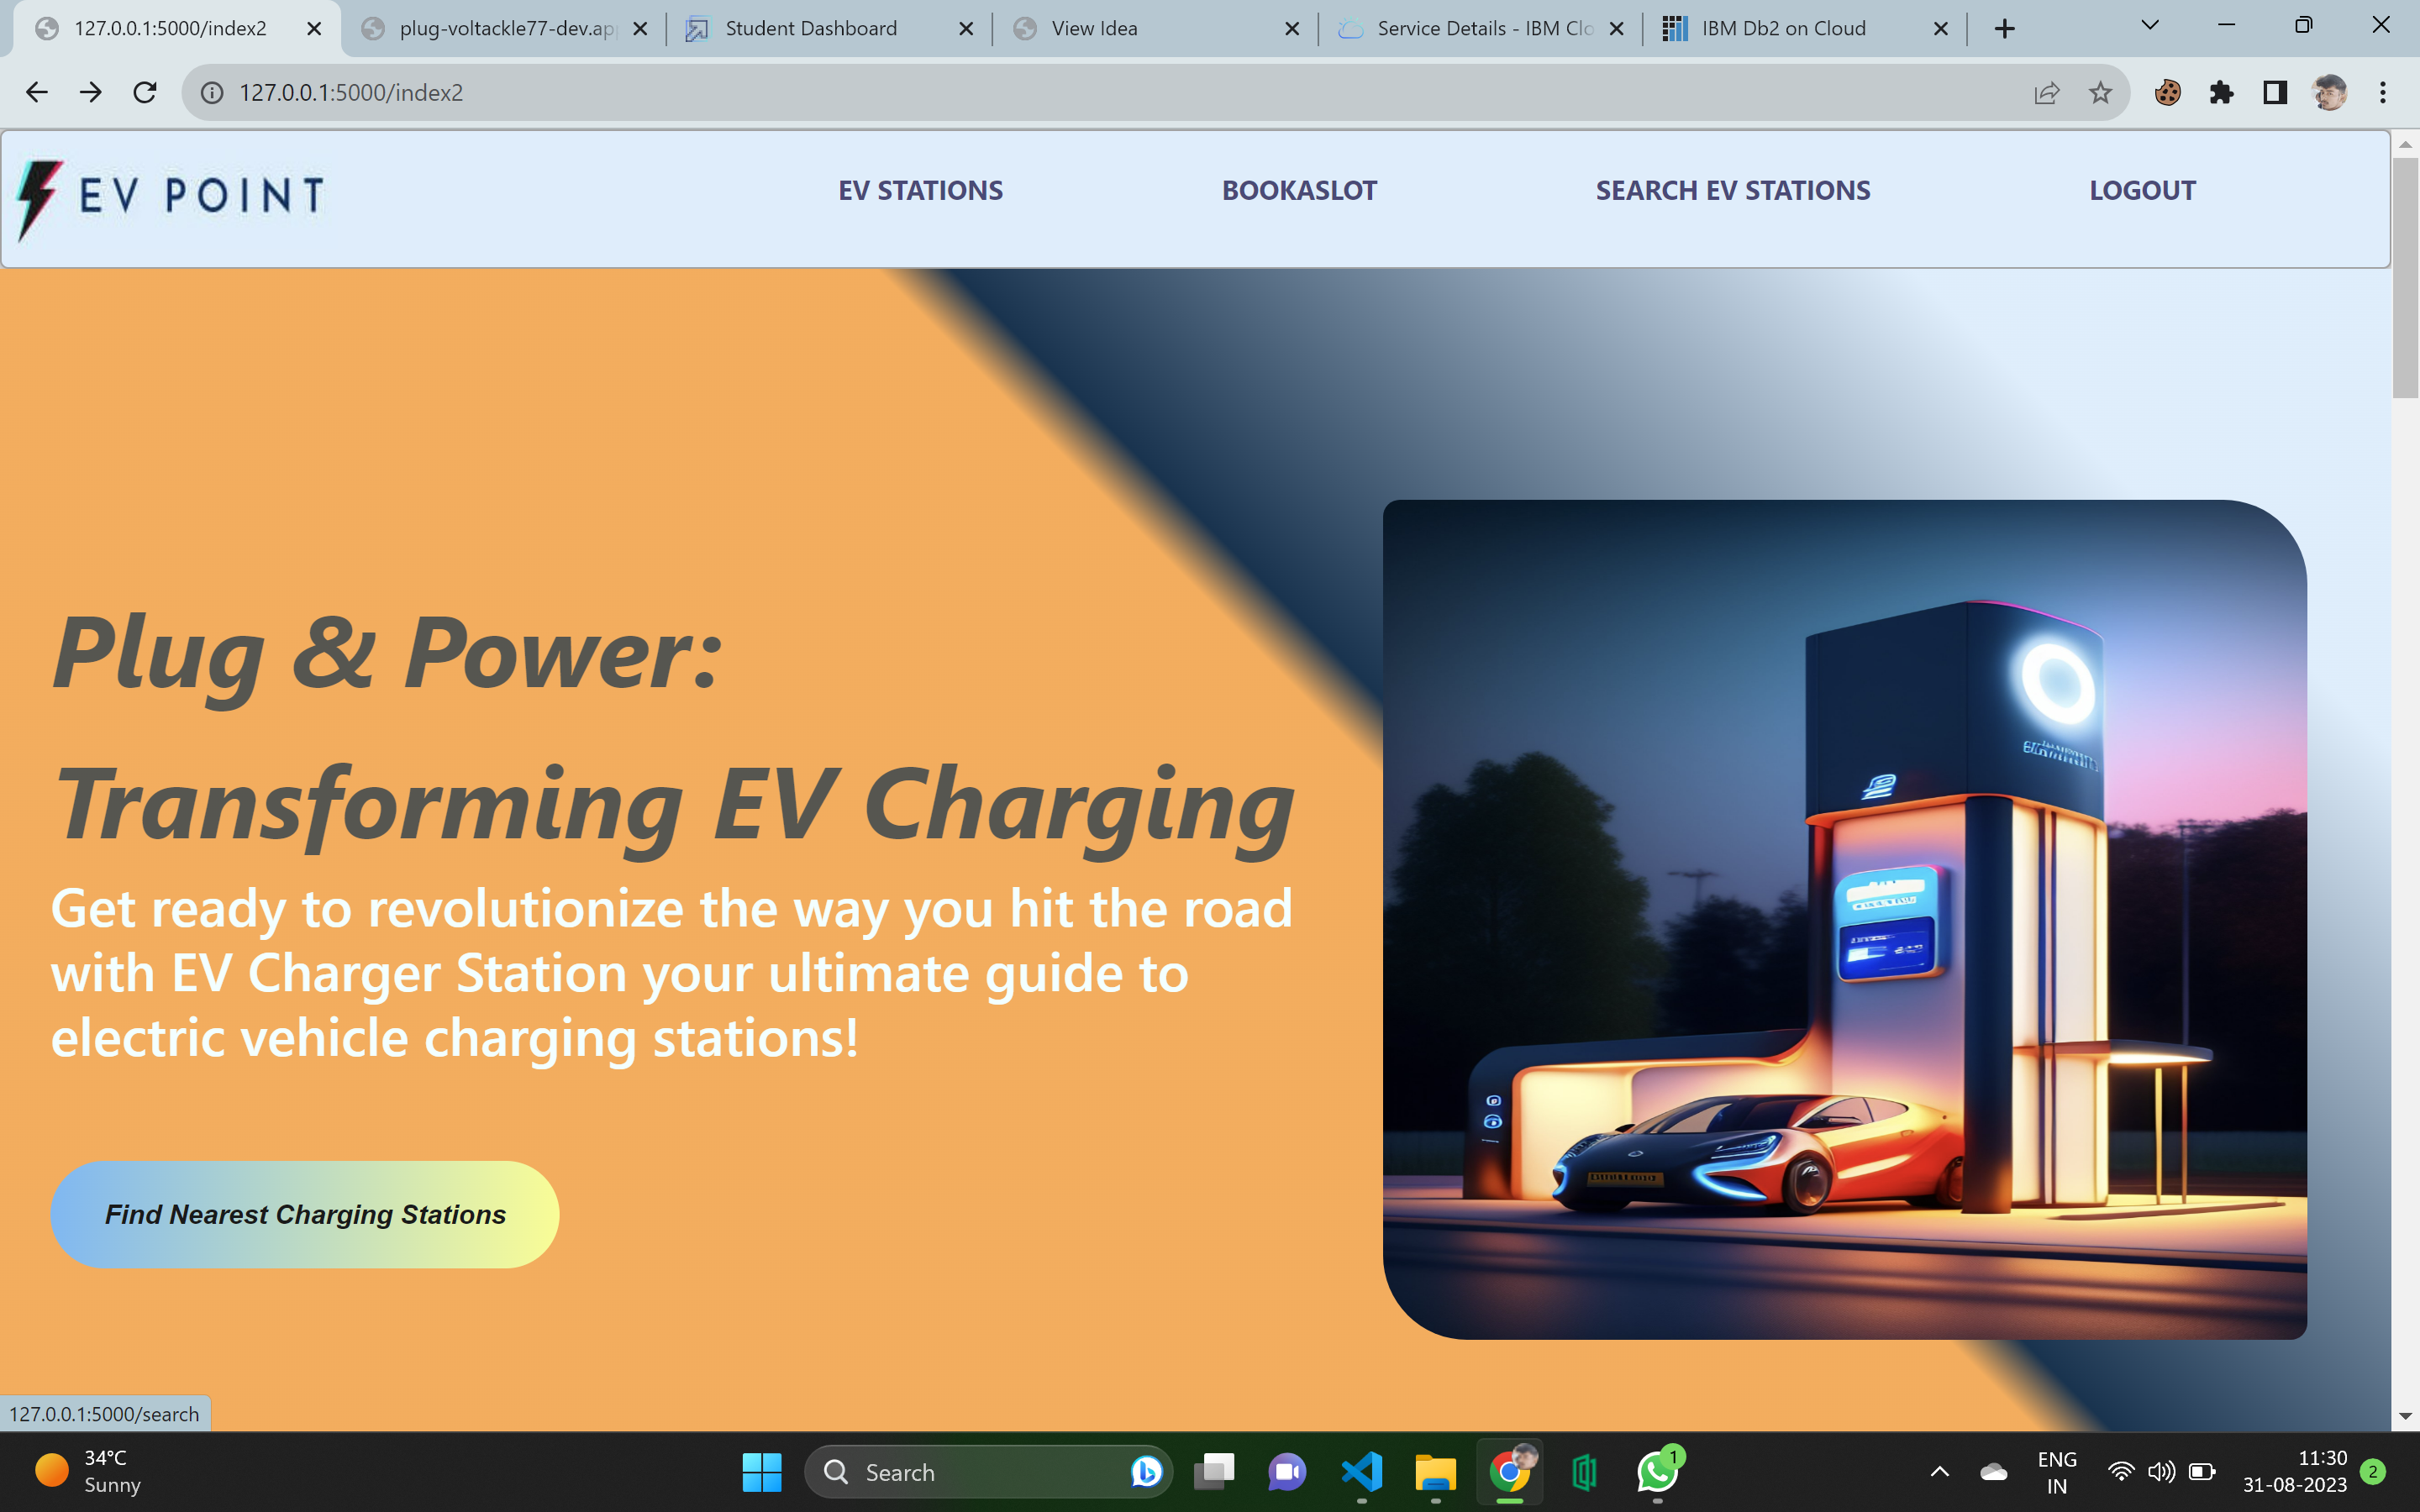 127.0.0.1:5000/index2
plug-voltackle77-dev.ap
Student Dashboard
View Idea
Service Details - IBM Clo
IBM Db2 on Cloud
127.0.0.1:5000/index2
EV POINT
EV STATIONS
BOOKASLOT
SEARCH EV STATIONS
LOGOUT
Plug & Power:
Transforming EV Charging
Get ready to revolutionize the way you hit the road
with EV Charger Station your ultimate guide to
electric vehicle charging stations!
Find Nearest Charging Stations
127.0.0.1:5000/search
34°C
Sunny
Search
1
ENG
IN
11:30
31-08-2023
2